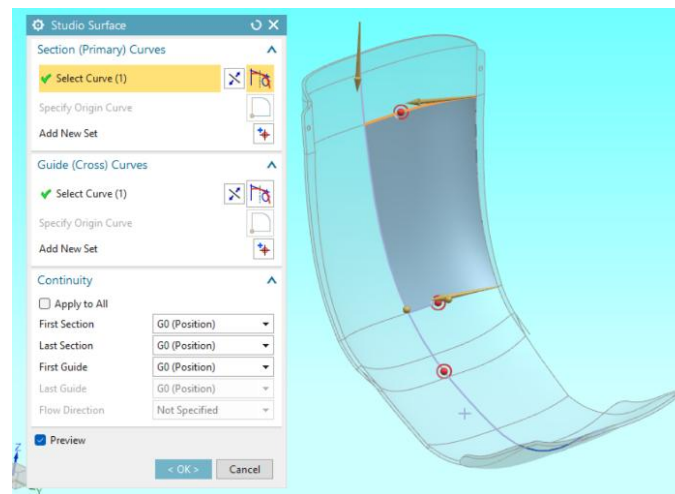 Studio Surface
Section (Primary) Curves
Select Curve (1)
Specify Origin Curve
Add New Set
Guide (Cross) Curves
Select Curve (1)
Specify Origin Curve
Add New Set
Continuity
Apply to All
First Section G0 (Position)
Last Section G0 (Position)
First Guide G0 (Position)
Last Guide G0 (Position)
Flow Direction Not Specified
Preview
< OK > Cancel
Z
Y